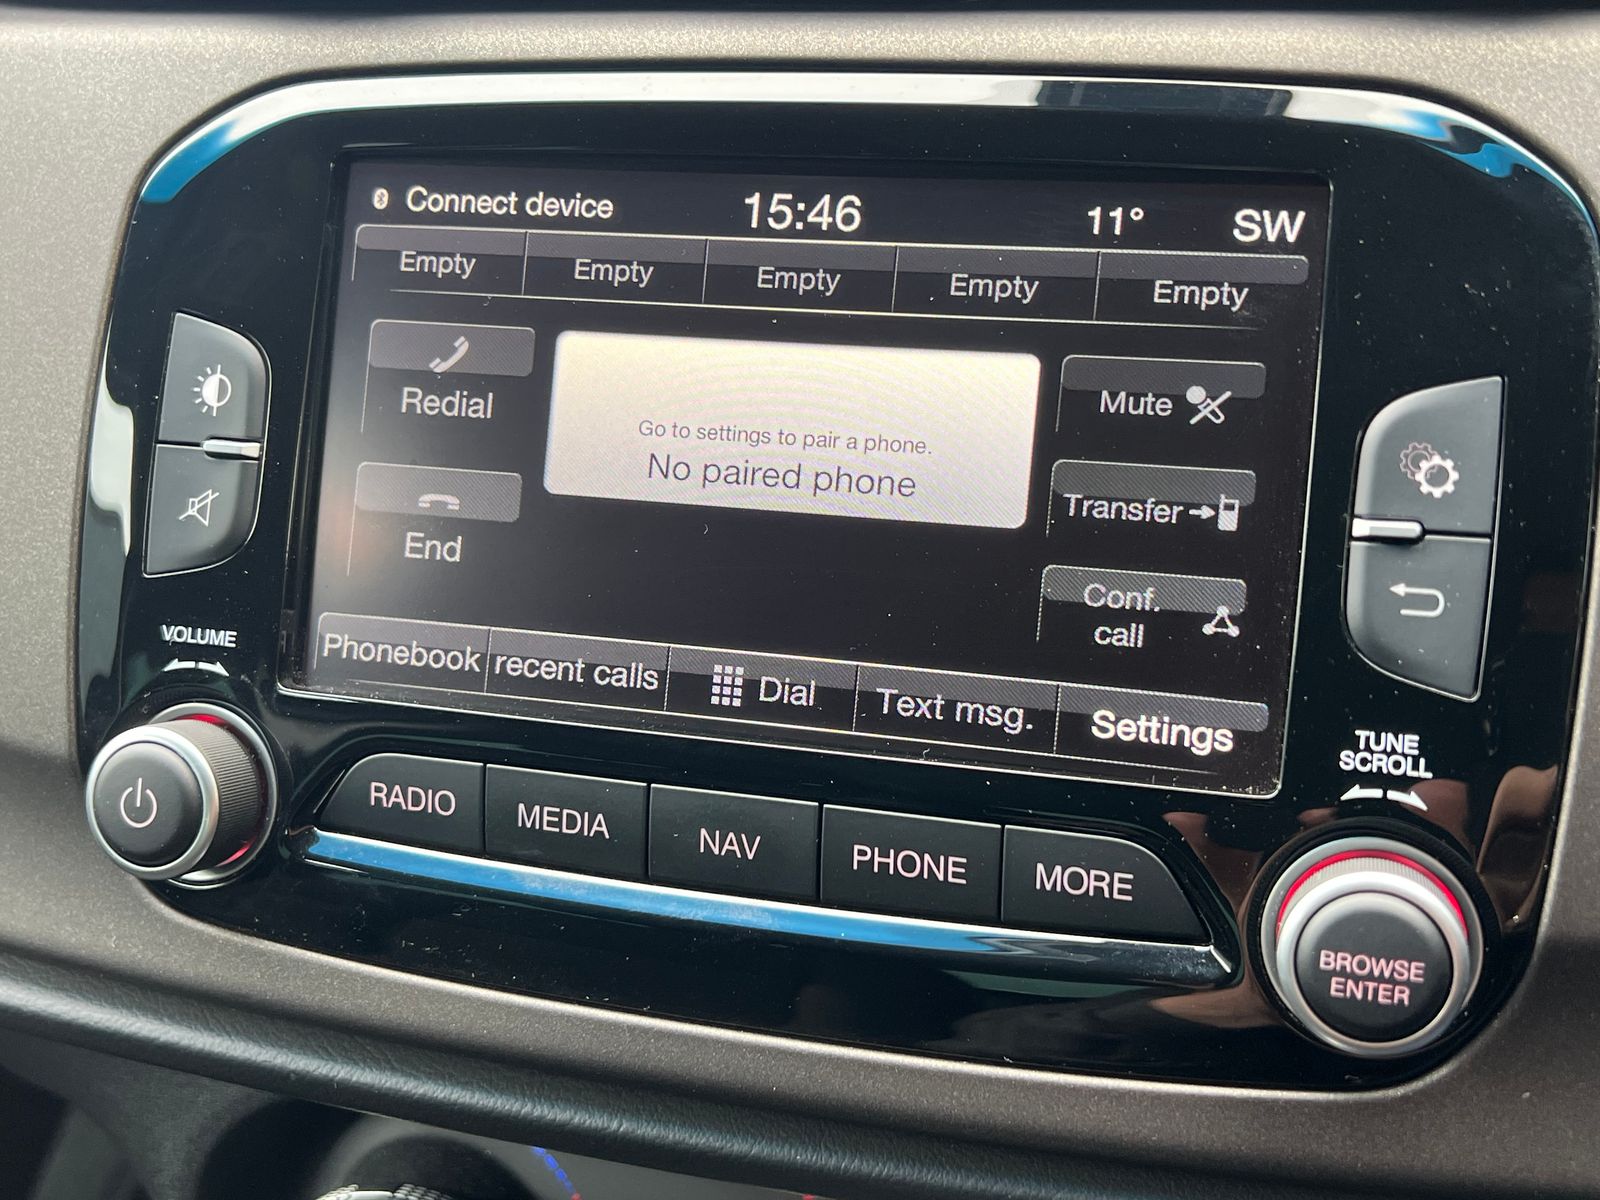 Connect device 15:46 11° SW
Empty Empty Empty Empty Empty
Redial
Go to settings to pair a phone.
No paired phone
Mute
End
Transfer
Conf.
call
Phonebook recent calls Dial Text msg. Settings
VOLUME
TUNE
SCROLL
RADIO MEDIA NAV PHONE MORE
BROWSE
ENTER